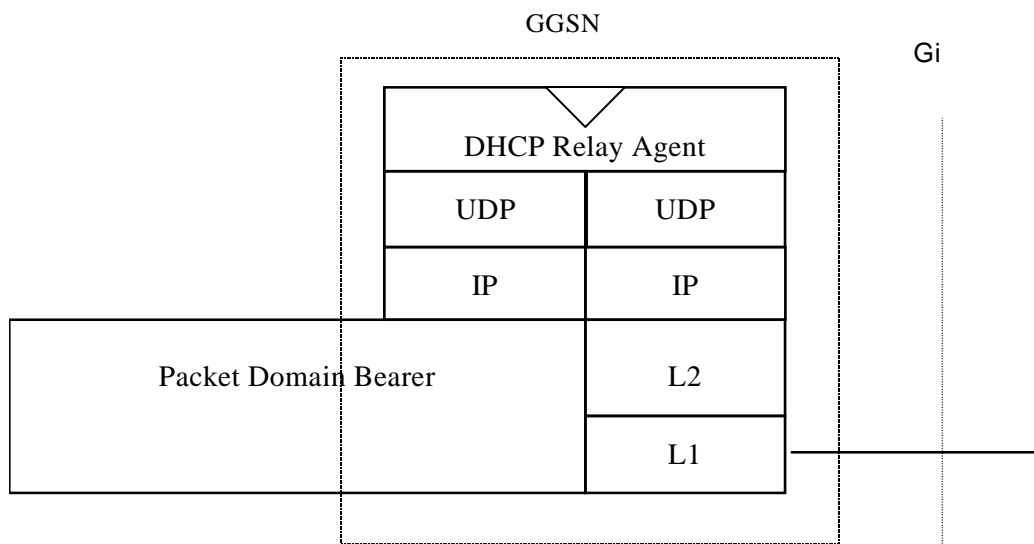 GGSN
Gi
DHCP Relay Agent
UDP UDP
IP IP
Packet Domain Bearer L2
L1